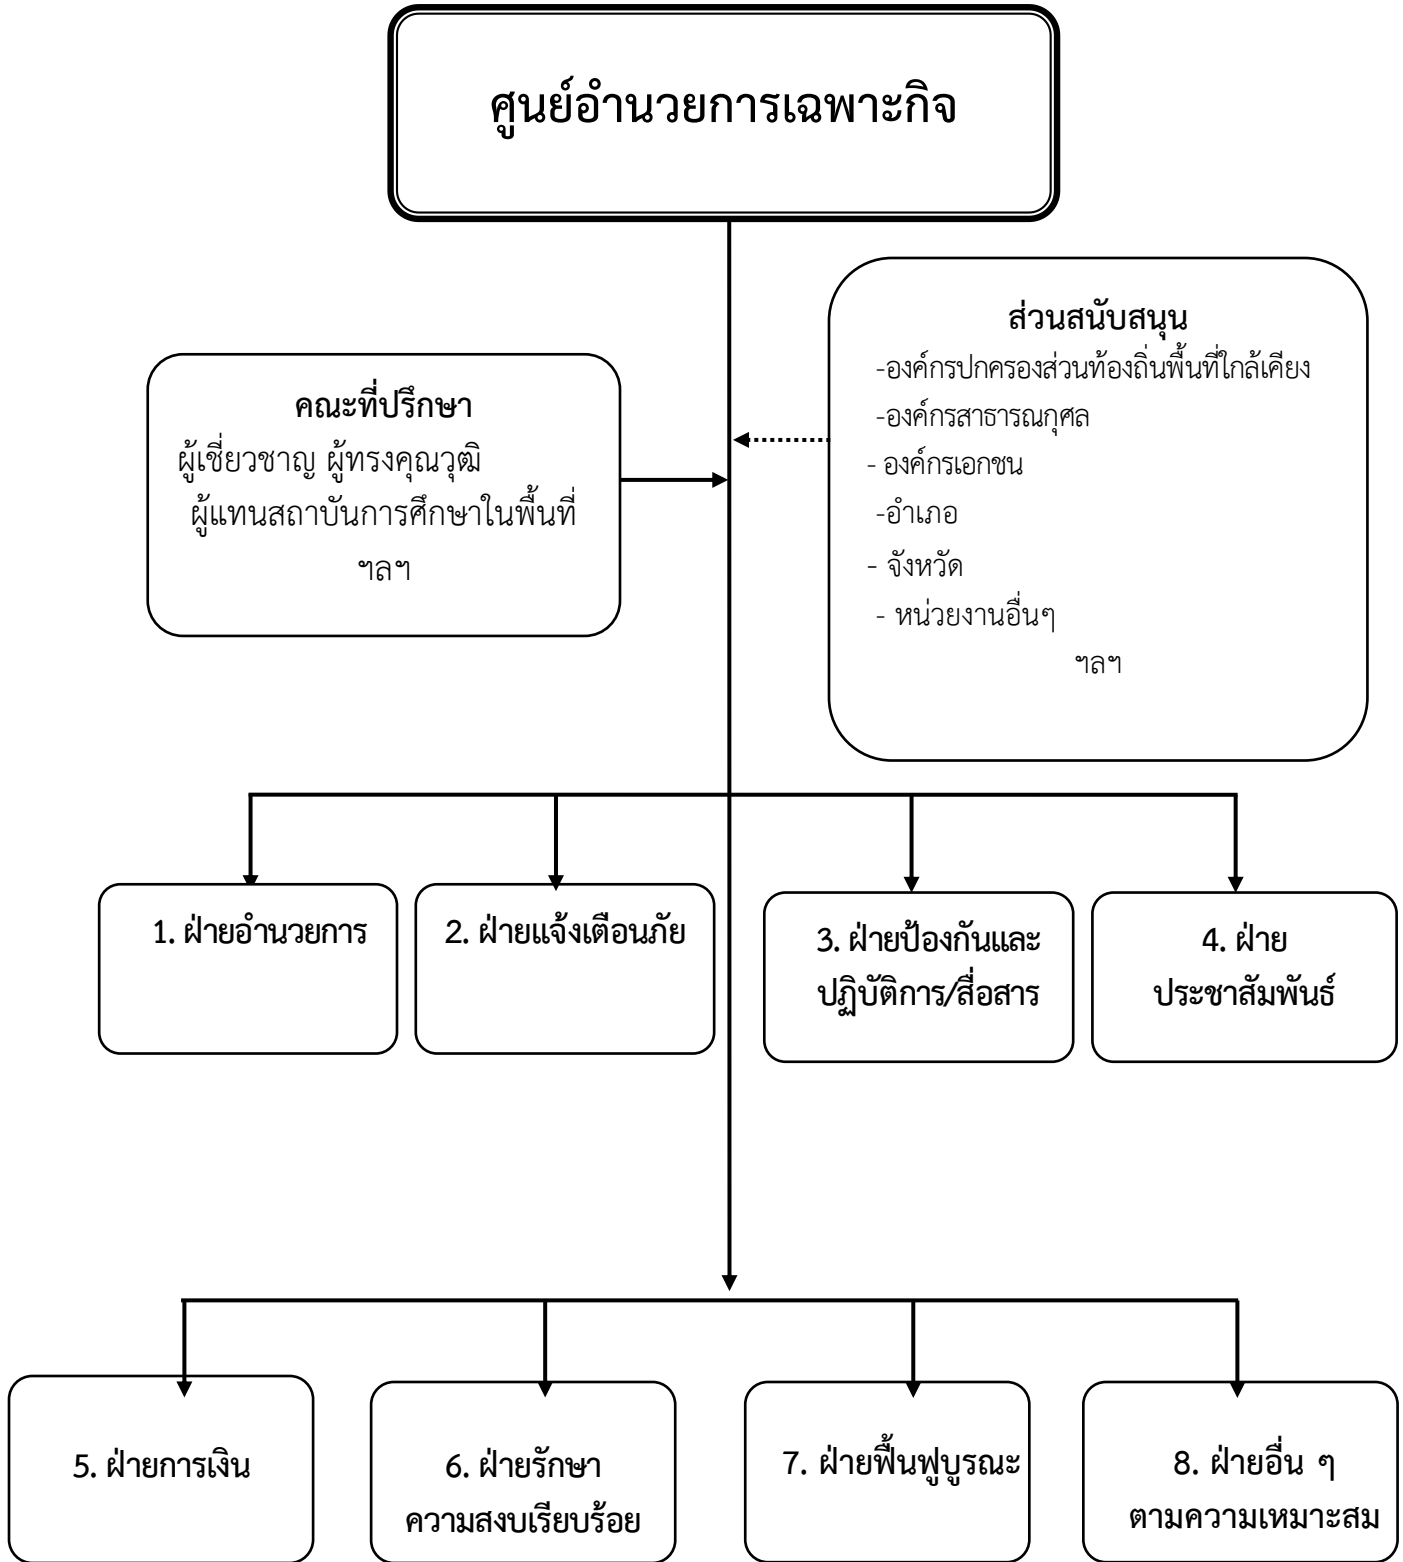 ศูนย์อำนวยการเฉพาะกิจ
ส่วนสนับสนุน
-องค์กรปกครองส่วนท้องถิ่นพื้นที่ใกล้เคียง
-องค์กรสาธารณกุศล
- องค์กรเอกชน
-อำเภอ
- จังหวัด
- หน่วยงานอื่นๆ
ฯลฯ
คณะที่ปรึกษา
ผู้เชี่ยวชาญ ผู้ทรงคุณวุฒิ
ผู้แทนสถาบันการศึกษาในพื้นที่
ฯลฯ
1. ฝ่ายอำนวยการ
2. ฝ่ายแจ้งเตือนภัย
3. ฝ่ายป้องกันและ
ปฏิบัติการ/สื่อสาร
4. ฝ่าย
ประชาสัมพันธ์
5. ฝ่ายการเงิน
6. ฝ่ายรักษา
ความสงบเรียบร้อย
7. ฝ่ายฟื้นฟูบูรณะ
8. ฝ่ายอื่น ๆ
ตามความเหมาะสม